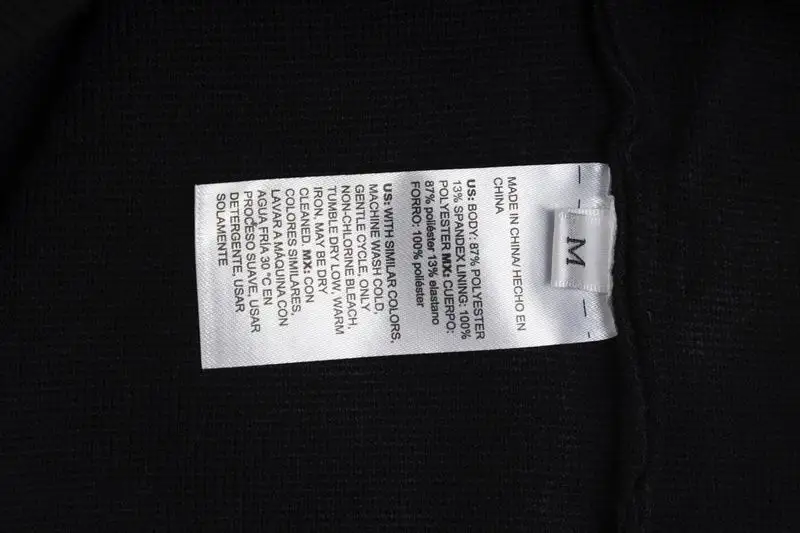 M
MADE IN CHINA/ HECHO EN
CHINA
US: BODY: 87% POLYESTER
13% SPANDEX LINING: 100%
POLYESTER MX: CUERPO:
87% poliéster 13% elastano
FORRO: 100% poliéster
US: WITH SIMILAR COLORS,
MACHINE WASH COLD,
GENTLE CYCLE, ONLY
NON-CHLORINE BLEACH,
TUMBLE DRY LOW, WARM
IRON, MAY BE DRY
CLEANED. MX: CON
COLORES SIMILARES,
LAVAR A MÁQUINA CON
AGUA FRÍA 30 °C EN
PROCESO SUAVE, USAR
DETERGENTE, USAR
SOLAMENTE